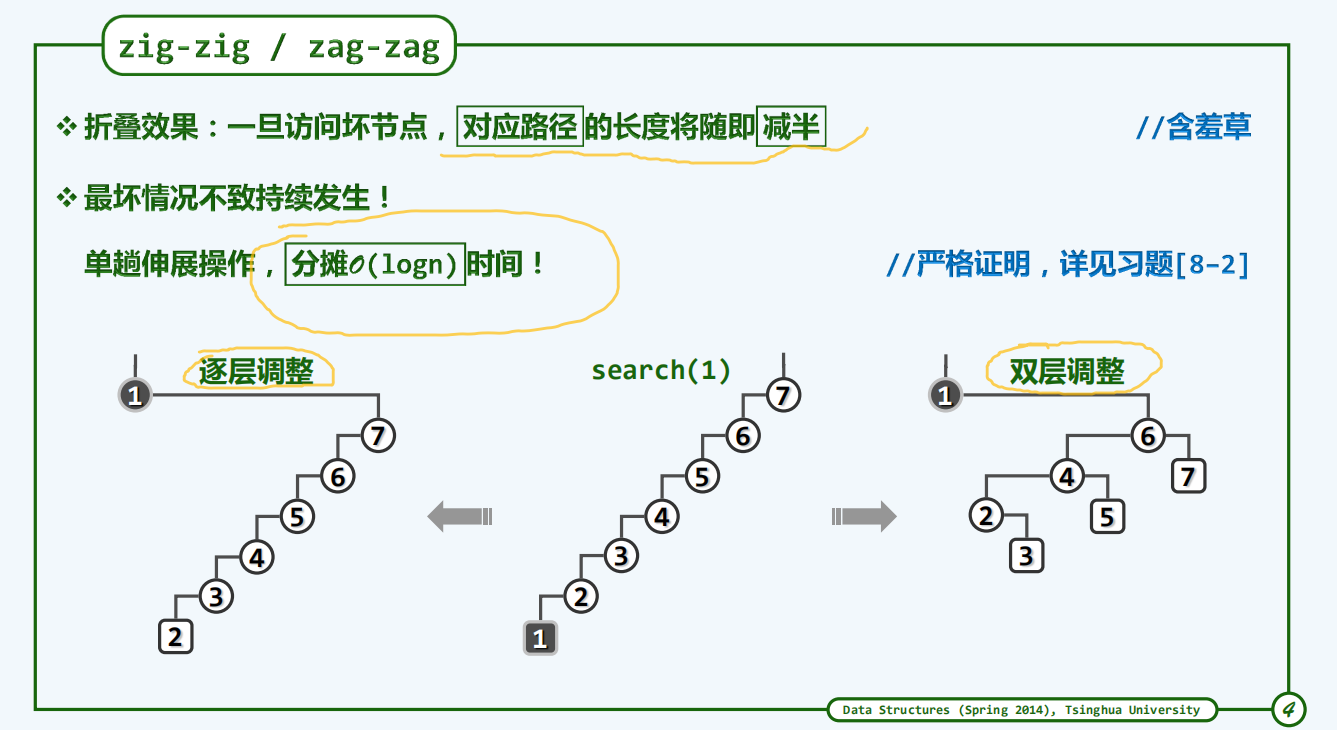 zig-zig / zag-zag
❖ 折叠效果：一旦访问坏节点，对应路径的长度将随即减半 //含羞草
❖ 最坏情况不致持续发生！
单趟伸展操作，分摊O(logn)时间！ //严格证明，详见习题[8-2]
逐层调整 search(1) 双层调整
1 7 1
7 6 6
6 5 4 7
5 4 2 5
4 3 3
3 2
2 1
Data Structures (Spring 2014), Tsinghua University 4